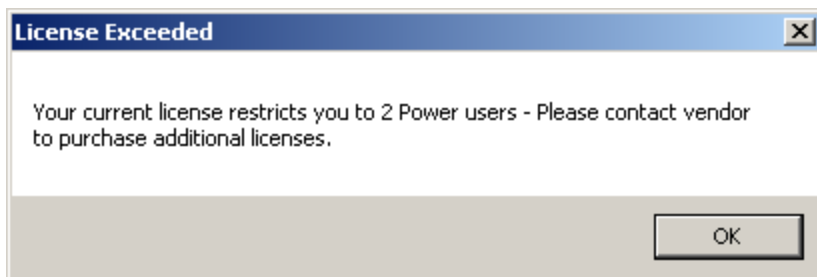 License Exceeded
Your current license restricts you to 2 Power users - Please contact vendor
to purchase additional licenses.
OK